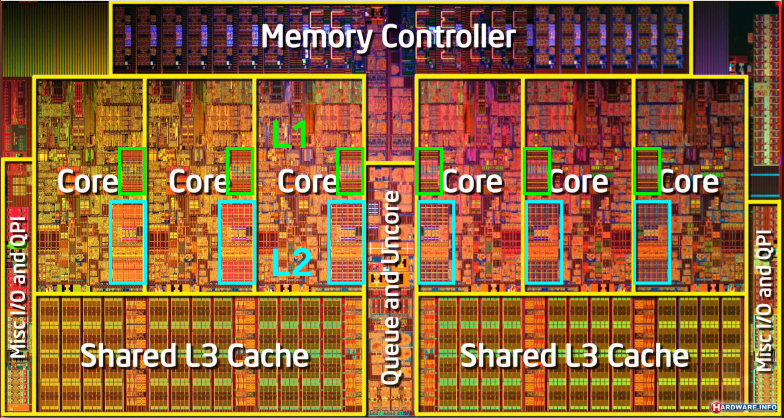 Memory Controller
L1
Core
Core
Core
Core
Core
Core
L2
Misc I/O and QPI
Queue and Uncore
Misc I/O and QPI
Shared L3 Cache
Shared L3 Cache
HARDWARE.INFO